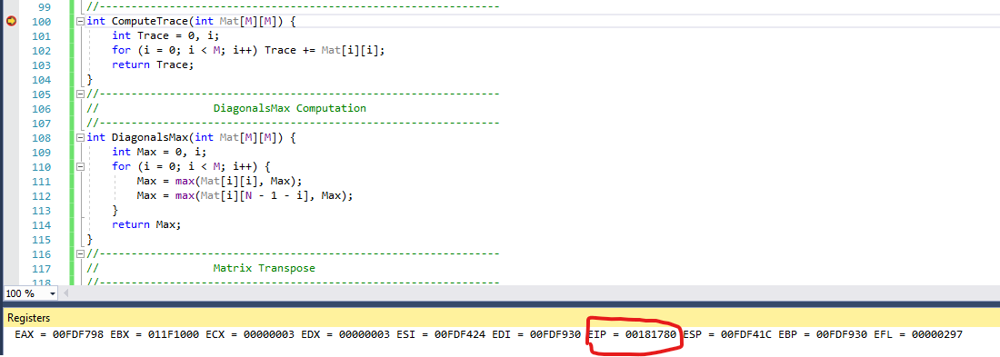 99 //--------------------------------------------------------------
100 int ComputeTrace(int Mat[M][M]) {
101 int Trace = 0, i;
102 for (i = 0; i < M; i++) Trace += Mat[i][i];
103 return Trace;
104 }
105 //--------------------------------------------------------------
106 // DiagonalsMax Computation
107 //--------------------------------------------------------------
108 int DiagonalsMax(int Mat[M][M]) {
109 int Max = 0, i;
110 for (i = 0; i < M; i++) {
111 Max = max(Mat[i][i], Max);
112 Max = max(Mat[i][N - 1 - i], Max);
113 }
114 return Max;
115 }
116 //--------------------------------------------------------------
117 // Matrix Transpose
118 //--------------------------------------------------------------
100 %
Registers
EAX = 00FDF798 EBX = 011F1000 ECX = 00000003 EDX = 00000003 ESI = 00FDF424 EDI = 00FDF930 EIP = 00181780 ESP = 00FDF41C EBP = 00FDF930 EFL = 00000297